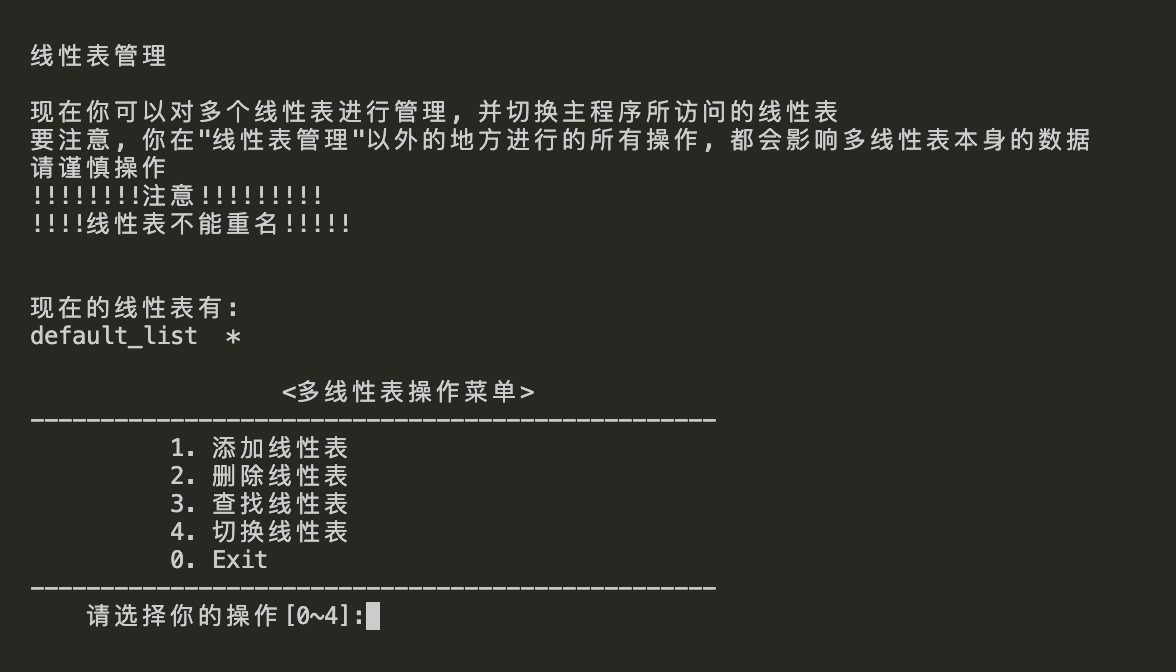 线性表管理
现在你可以对多个线性表进行管理，并切换主程序所访问的线性表
要注意，你在"线性表管理"以外的地方进行的所有操作，都会影响多线性表本身的数据
请谨慎操作
!!!!!!!!注意!!!!!!!!!
!!!!线性表不能重名!!!!!
现在的线性表有：
default_list  *
<多线性表操作菜单>
-------------------------------------------------
1. 添加线性表
2. 删除线性表
3. 查找线性表
4. 切换线性表
0. Exit
-------------------------------------------------
请选择你的操作[0~4]: